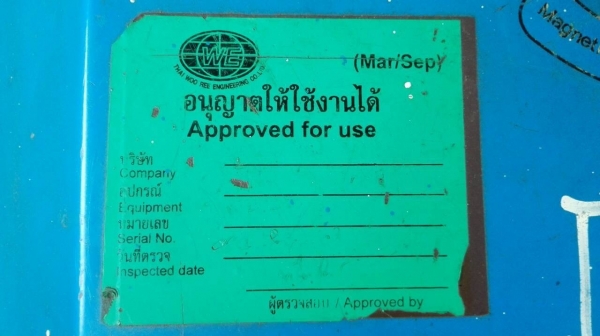 Magnet
WE
THAI WOO REE ENGINEERING CO.LTD.
(Mar/Sep)
อนุญาตให้ใช้งานได้
Approved for use
บริษัท
Company
อุปกรณ์
Equipment
หมายเลข
Serial No.
วันที่ตรวจ
Inspected date
ผู้ตรวจสอบ / Approved by